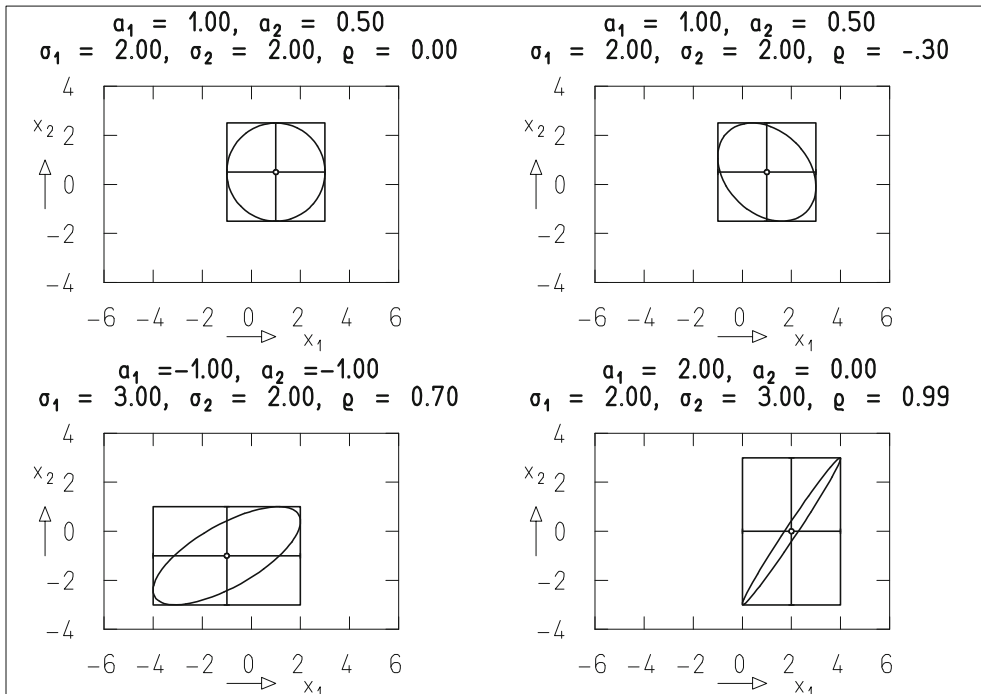 a₁ = 1.00, a₂ = 0.50
σ₁ = 2.00, σ₂ = 2.00, ϱ = 0.00
4
x₂ 2
0
−2
−4
−6 −4 −2 0 2 4 6
x₁
a₁ = 1.00, a₂ = 0.50
σ₁ = 2.00, σ₂ = 2.00, ϱ = -.30
4
x₂ 2
0
−2
−4
−6 −4 −2 0 2 4 6
x₁
a₁ =−1.00, a₂ =−1.00
σ₁ = 3.00, σ₂ = 2.00, ϱ = 0.70
4
x₂ 2
0
−2
−4
−6 −4 −2 0 2 4 6
x₁
a₁ = 2.00, a₂ = 0.00
σ₁ = 2.00, σ₂ = 3.00, ϱ = 0.99
4
x₂ 2
0
−2
−4
−6 −4 −2 0 2 4 6
x₁